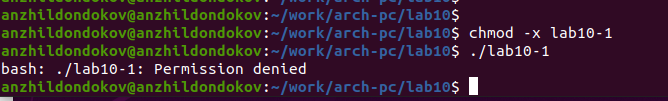 anzhildondokov@anzhildondokov:~/work/arch-pc/lab10$
anzhildondokov@anzhildondokov:~/work/arch-pc/lab10$ chmod -x lab10-1
anzhildondokov@anzhildondokov:~/work/arch-pc/lab10$ ./lab10-1
bash: ./lab10-1: Permission denied
anzhildondokov@anzhildondokov:~/work/arch-pc/lab10$